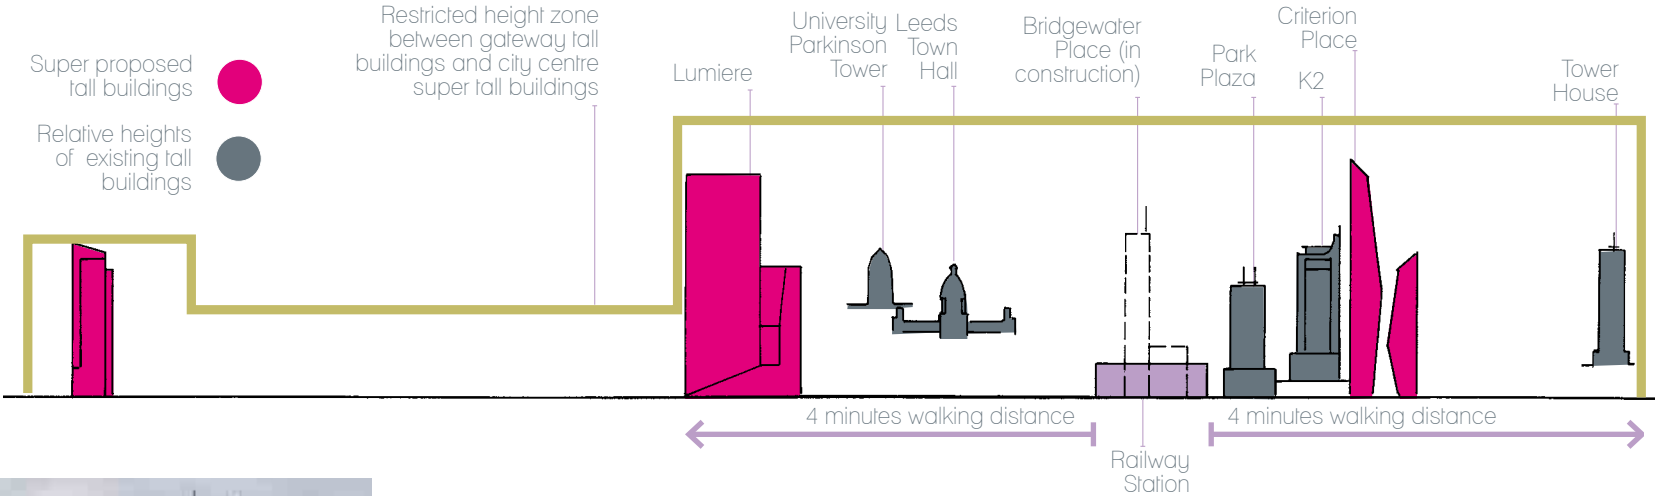 Super proposed
tall buildings
Relative heights
of existing tall
buildings
Restricted height zone
between gateway tall
buildings and city centre
super tall buildings
Lumiere
University
Parkinson
Tower
Leeds
Town
Hall
Bridgewater
Place (in
construction)
Park
Plaza
K2
Criterion
Place
Tower
House
4 minutes walking distance
4 minutes walking distance
Railway
Station